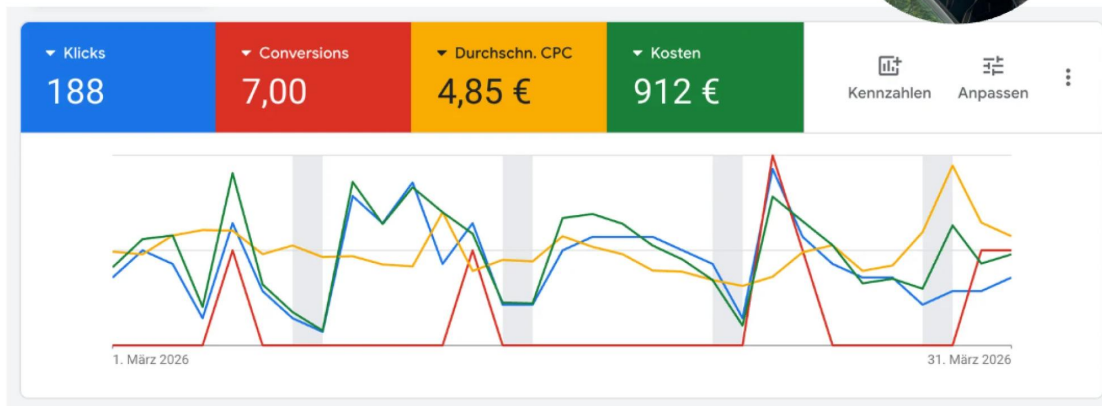 Klicks
188
Conversions
7,00
Durchschn. CPC
4,85 €
Kosten
912 €
Kennzahlen
Anpassen
1. März 2026
31. März 2026